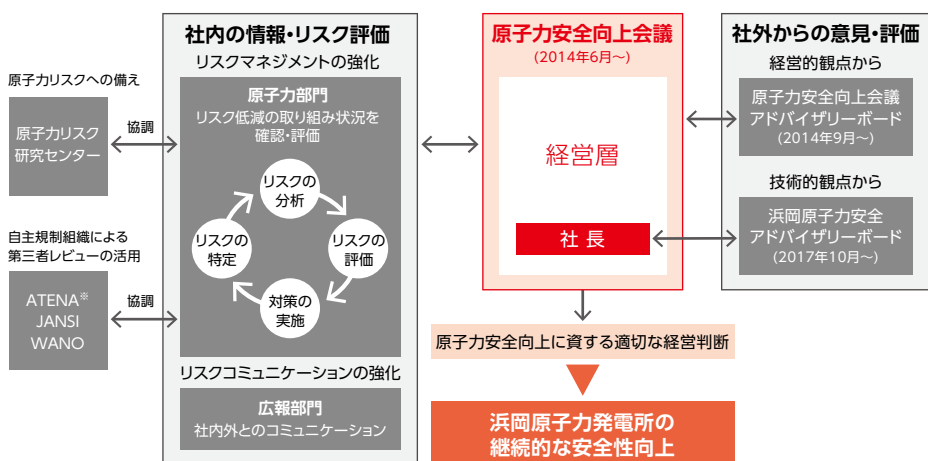 原子力リスクへの備え
原子力リスク
研究センター
協調
自主規制組織による
第三者レビューの活用
ATENA※
JANSI
WANO
協調
社内の情報・リスク評価
リスクマネジメントの強化
原子力部門
リスク低減の取り組み状況を
確認・評価
リスクの
分析
リスクの
評価
対策の
実施
リスクの
特定
リスクコミュニケーションの強化
広報部門
社内外とのコミュニケーション
原子力安全向上会議
(2014年6月～)
経営層
社長
原子力安全向上に資する適切な経営判断
浜岡原子力発電所の
継続的な安全性向上
社外からの意見・評価
経営的観点から
原子力安全向上会議
アドバイザリーボード
(2014年9月～)
技術的観点から
浜岡原子力安全
アドバイザリーボード
(2017年10月～)